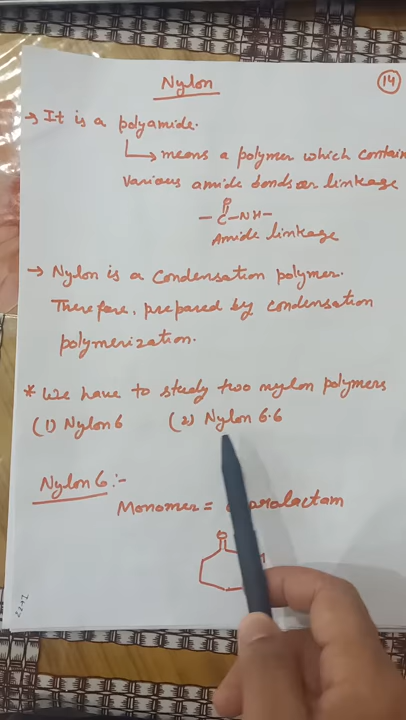 Nylon
14
→ It is a polyamide.
↳ means a polymer which contain
various amide bonds or linkage
O
– C – NH –
Amide linkage
→ Nylon is a condensation polymer.
Therefore, prepared by condensation
polymerization.
* We have to study two nylon polymers
(1) Nylon 6 (2) Nylon 6.6
Nylon 6 :-
Monomer =
O